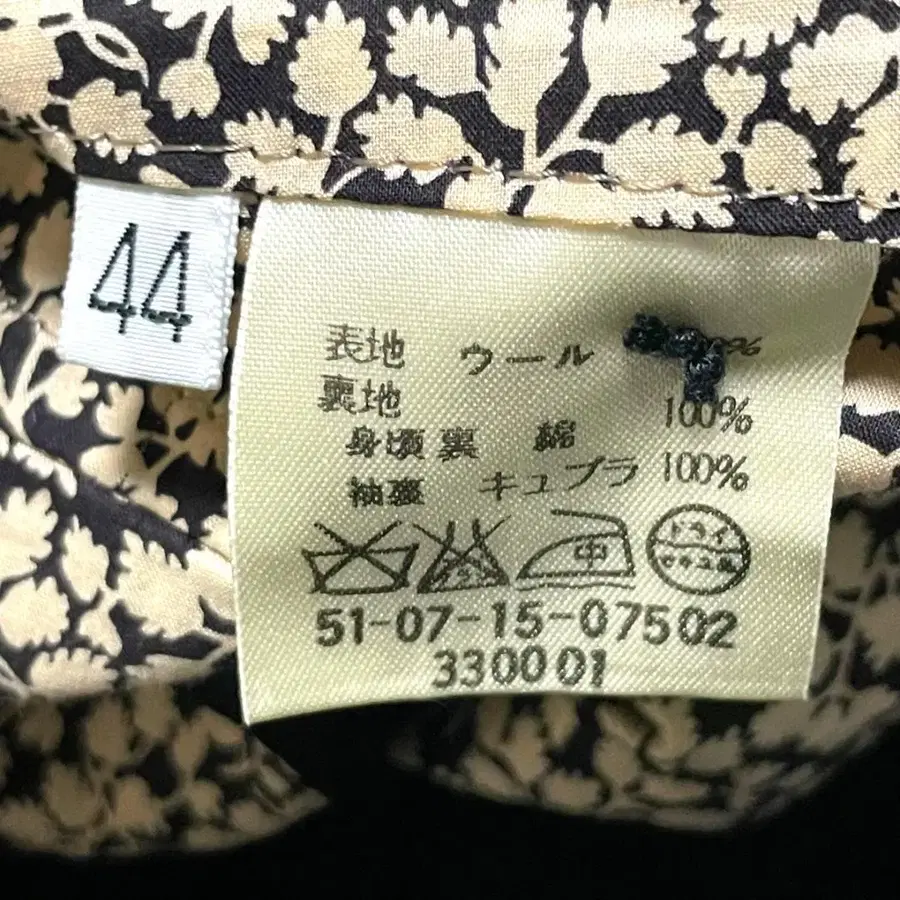 44
表地 ウール
裏地 100%
身頃裏 綿 100%
袖裏 キュプラ
中
ドライ
51-07-15-07502
330001